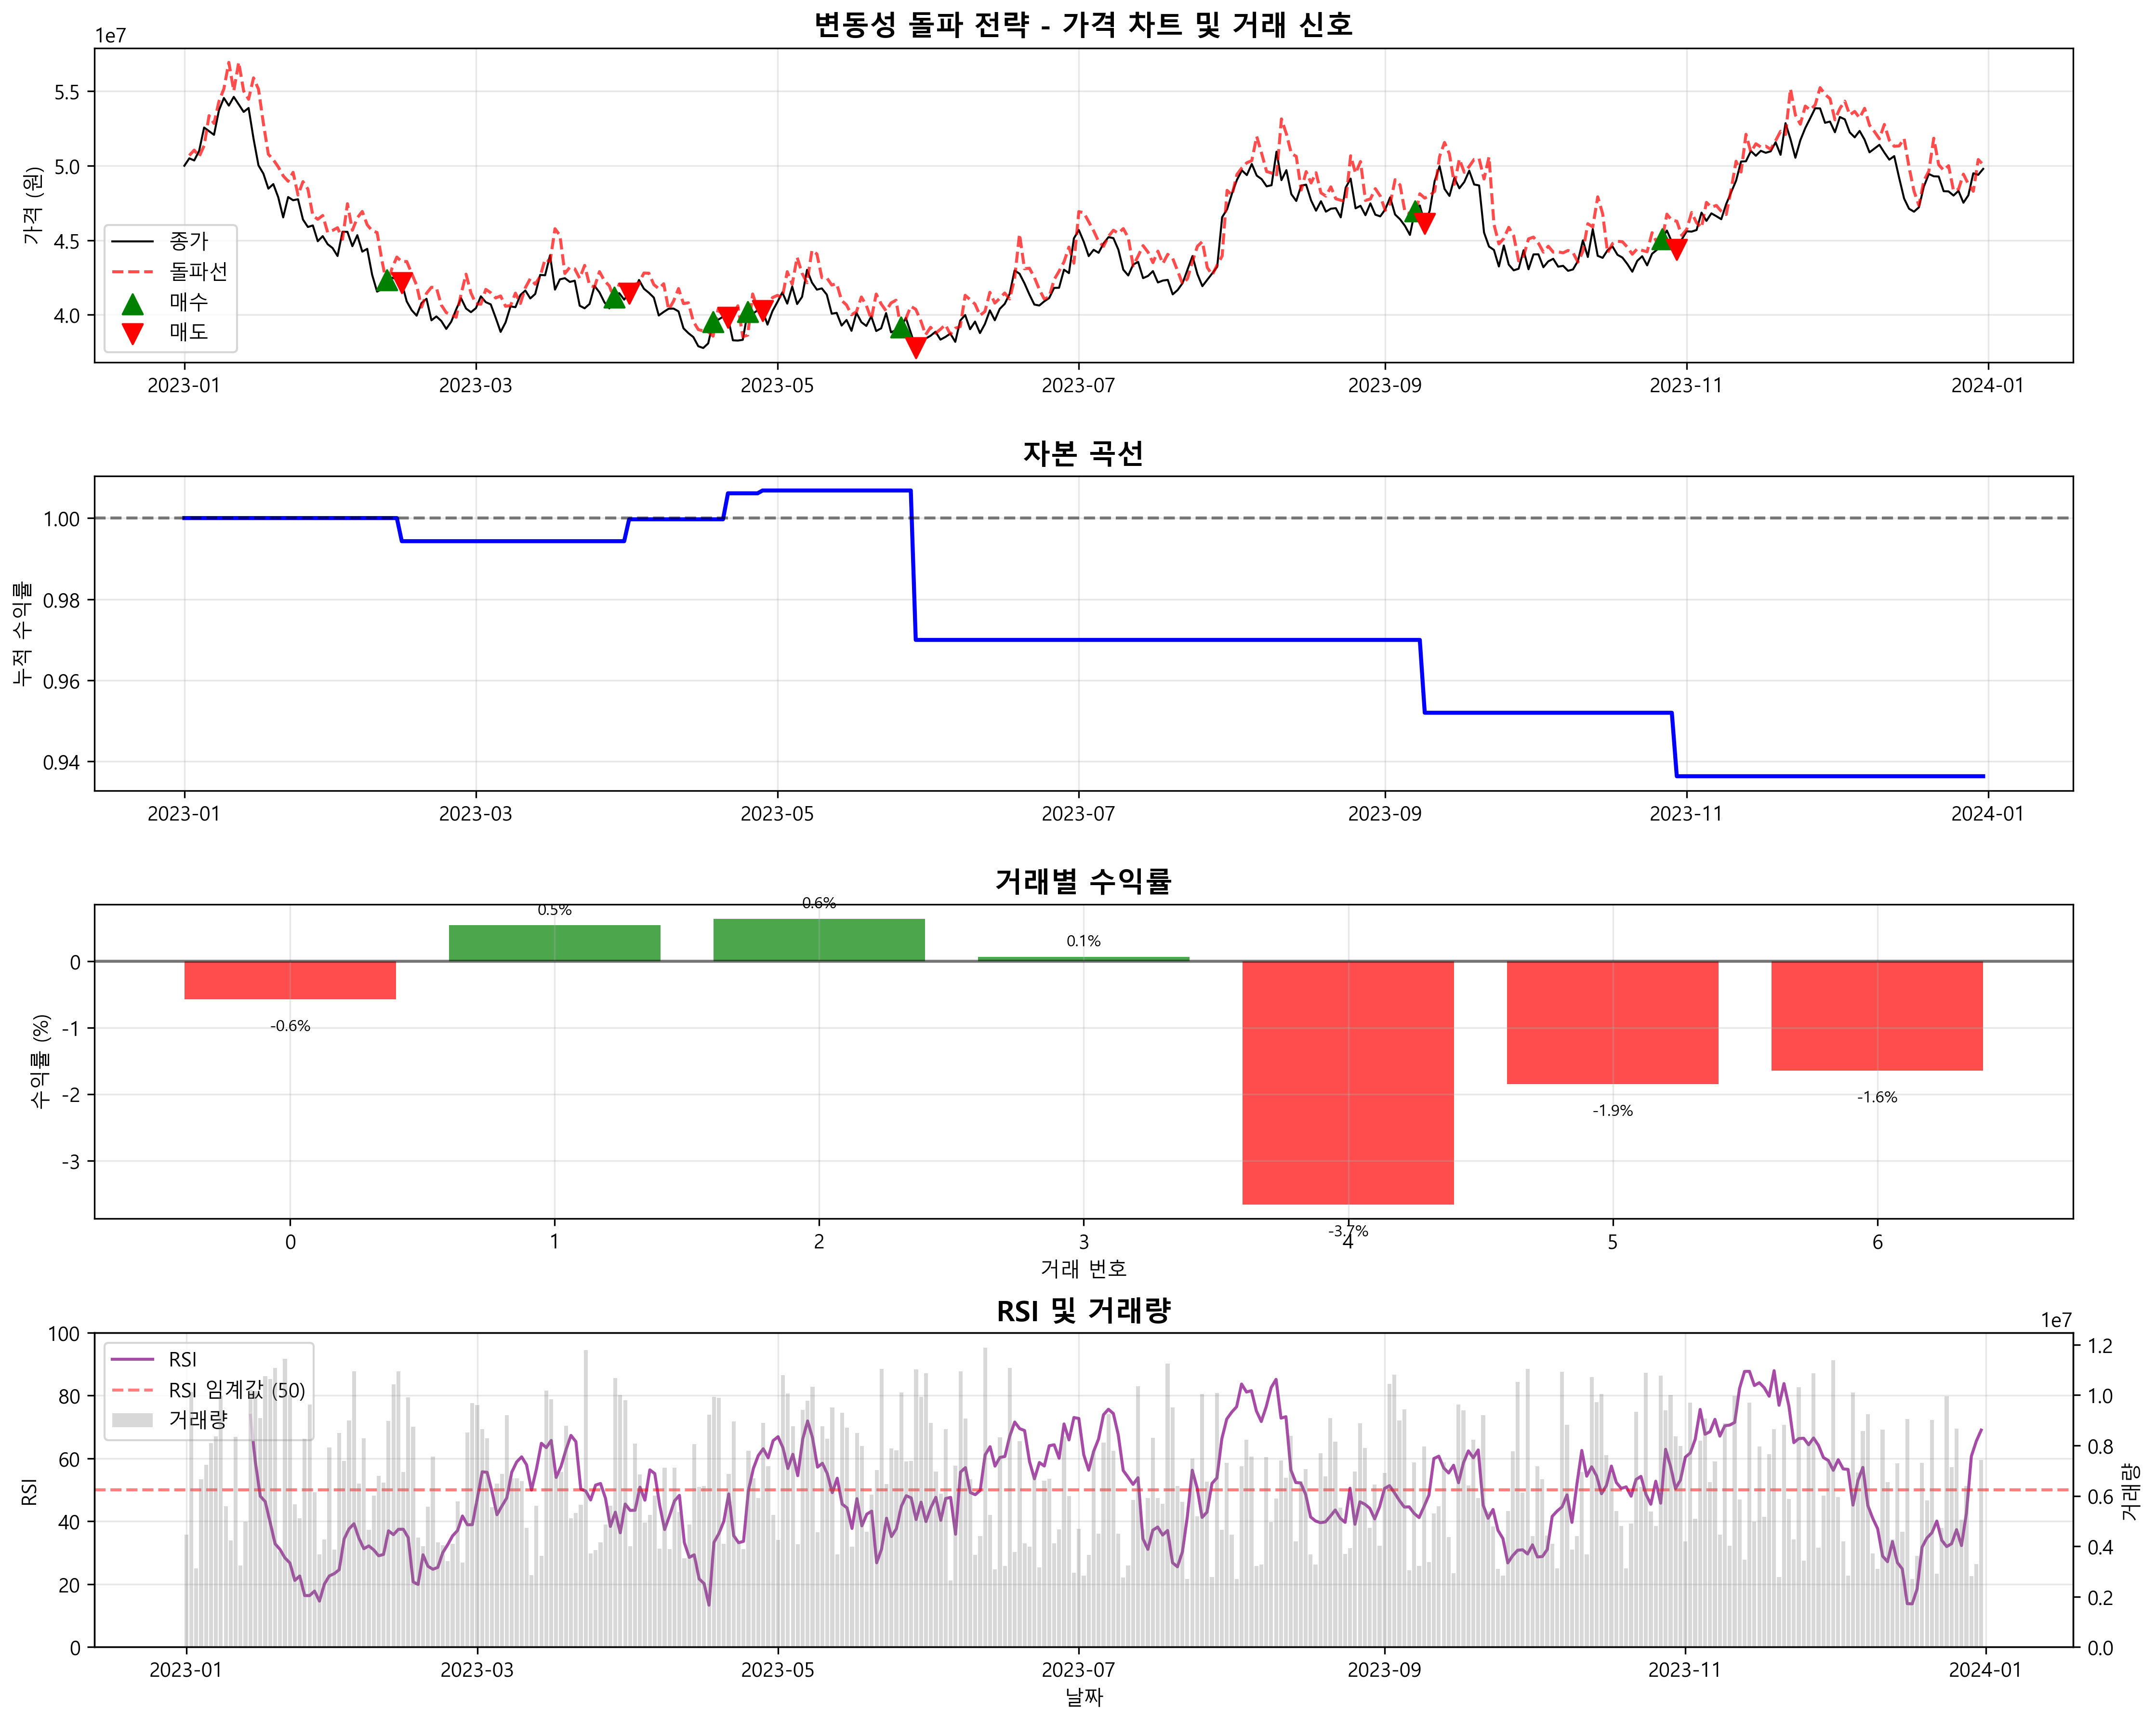 변동성 돌파 전략 - 가격 차트 및 거래 신호
1e7
5.5
5.0
4.5
4.0
가격 (원)
종가
돌파선
매수
매도
2023-01 2023-03 2023-05 2023-07 2023-09 2023-11 2024-01
자본 곡선
1.00
0.98
0.96
0.94
누적 수익률
2023-01 2023-03 2023-05 2023-07 2023-09 2023-11 2024-01
거래별 수익률
0
-1
-2
-3
수익률 (%)
-0.6%
0.5%
0.6%
0.1%
-3.7%
-1.9%
-1.6%
0 1 2 3 4 5 6
거래 번호
RSI 및 거래량
1e7
100
80
60
40
20
0
RSI
RSI
RSI 임계값 (50)
거래량
1.2
1.0
0.8
0.6
0.4
0.2
0.0
거래량
2023-01 2023-03 2023-05 2023-07 2023-09 2023-11 2024-01
날짜